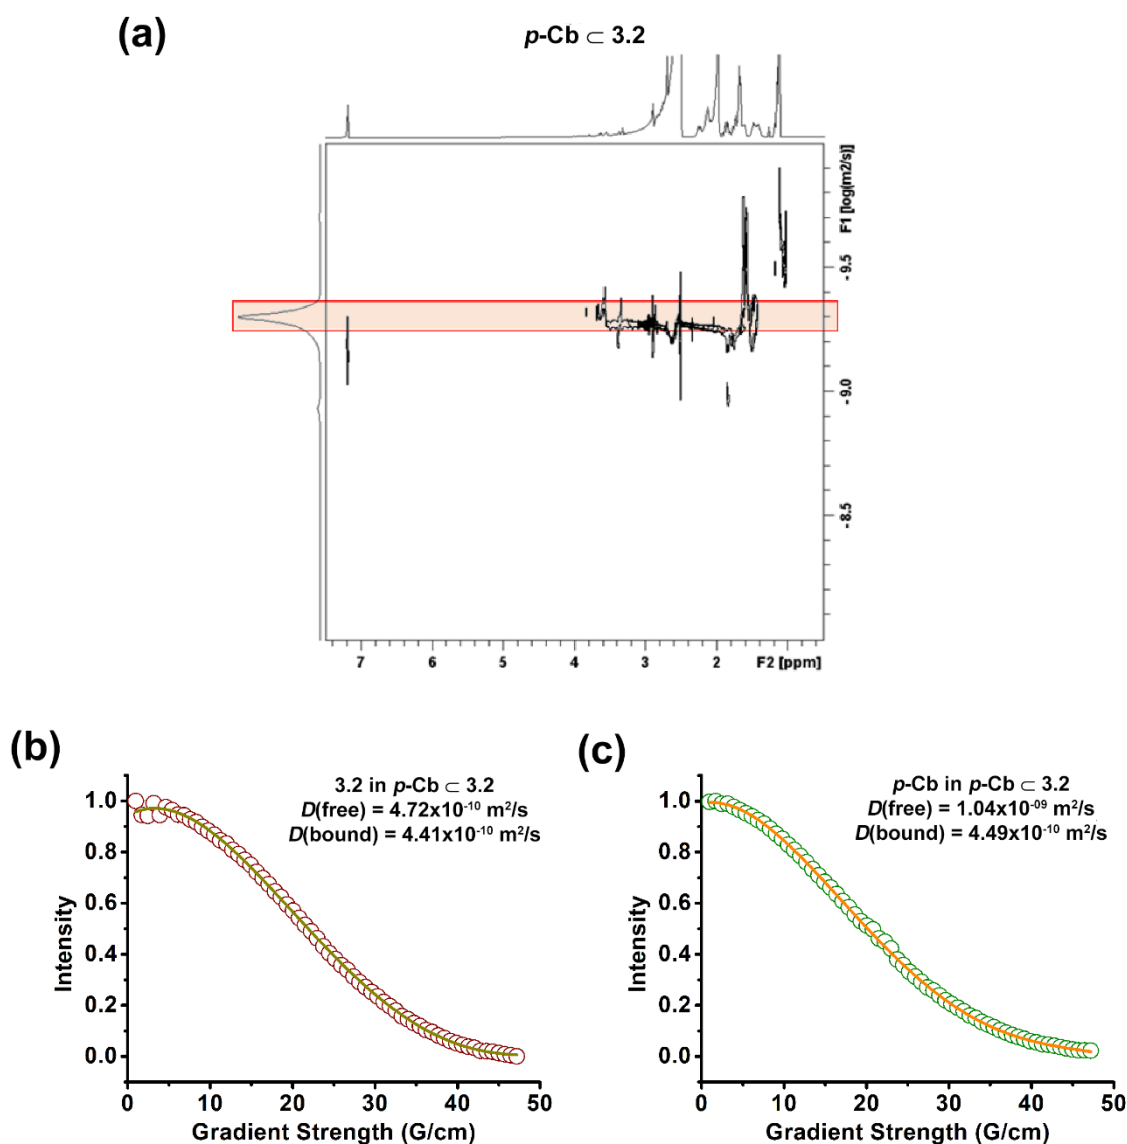 (a)
p-Cb ⊂ 3.2
F1 [log(m2/s)]
- 9.5
- 9.0
- 8.5
7 6 5 4 3 2 F2 [ppm]
(b)
3.2 in p-Cb ⊂ 3.2
D(free) = 4.72x10⁻¹⁰ m²/s
D(bound) = 4.41x10⁻¹⁰ m²/s
Intensity
1.0
0.8
0.6
0.4
0.2
0.0
0 10 20 30 40 50
Gradient Strength (G/cm)
(c)
p-Cb in p-Cb ⊂ 3.2
D(free) = 1.04x10⁻⁰⁹ m²/s
D(bound) = 4.49x10⁻¹⁰ m²/s
Intensity
1.0
0.8
0.6
0.4
0.2
0.0
0 10 20 30 40 50
Gradient Strength (G/cm)